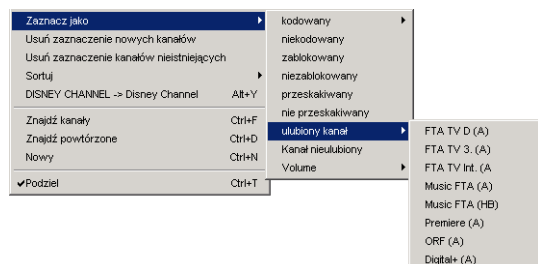 Zaznacz jako
Usuń zaznaczenie nowych kanałów
Usuń zaznaczenie kanałów nieistniejących
Sortuj
DISNEY CHANNEL -> Disney Channel Alt+Y
Znajdź kanały Ctrl+F
Znajdź powtórzone Ctrl+D
Nowy Ctrl+N
Podziel Ctrl+T
kodowany
niekodowany
zablokowany
niezablokowany
przeskakiwany
nie przeskakiwany
ulubiony kanał
Kanał nieulubiony
Volume
FTA TV D (A)
FTA TV 3. (A)
FTA TV Int. (A
Music FTA (A)
Music FTA (HB)
Premiere (A)
ORF (A)
Digital+ (A)